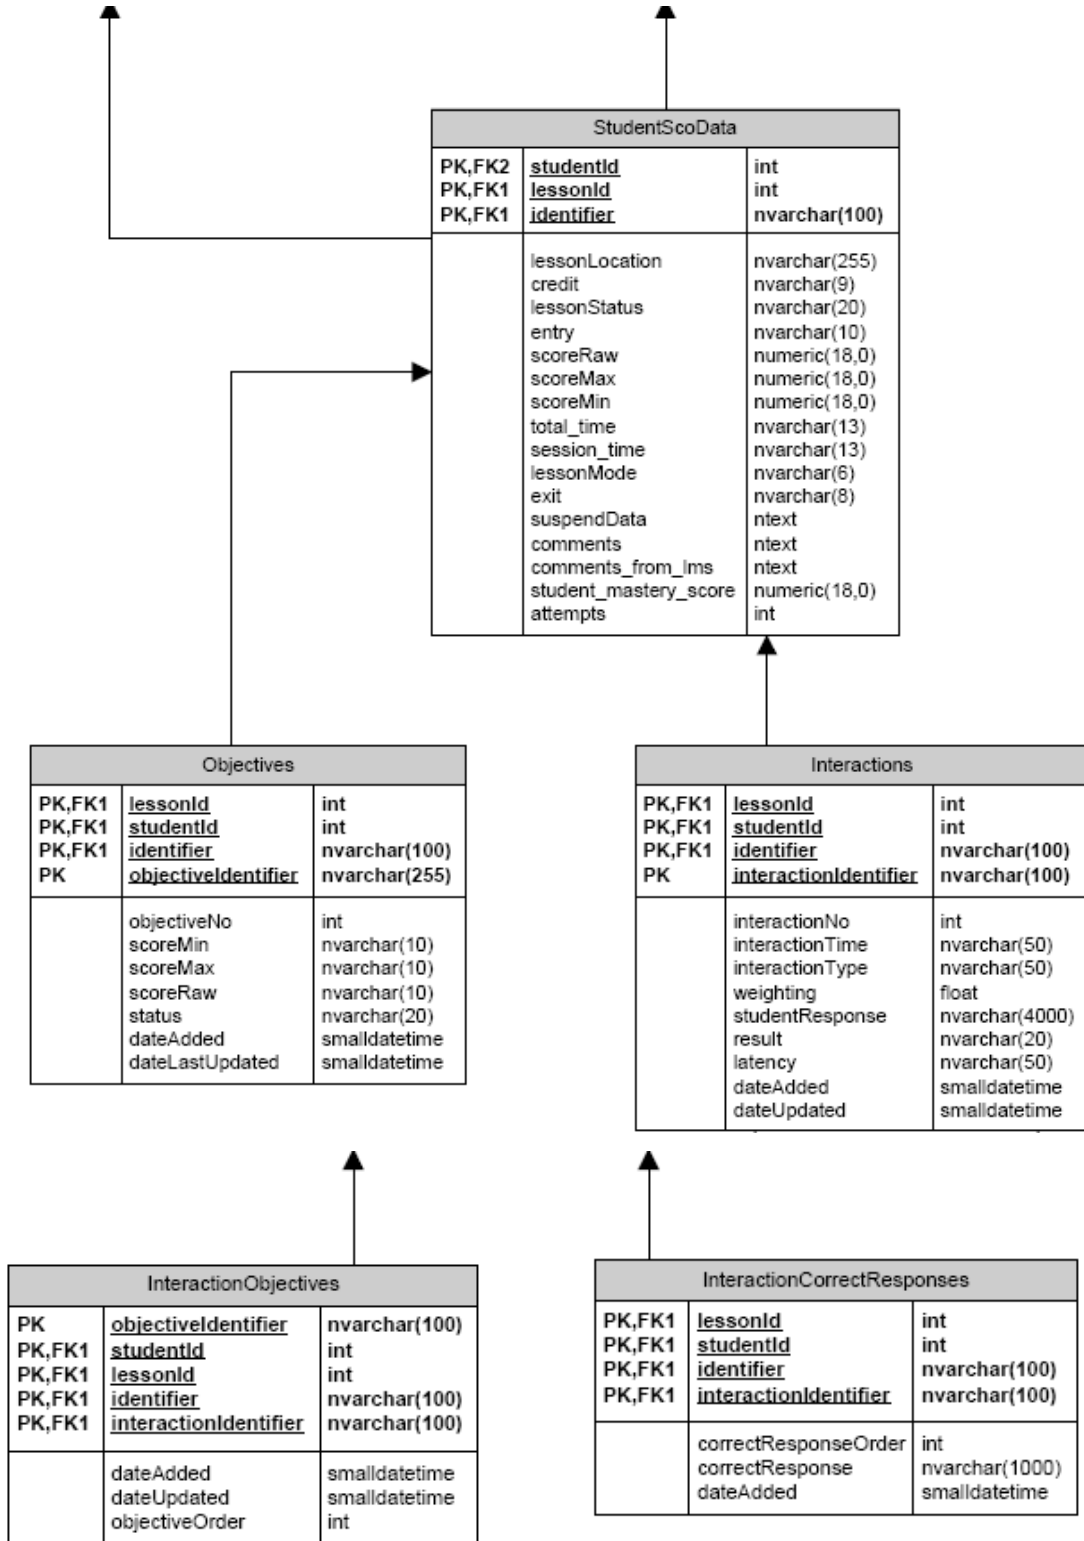 StudentScoData
PK,FK2 studentId int
PK,FK1 lessonId int
PK,FK1 identifier nvarchar(100)
lessonLocation nvarchar(255)
credit nvarchar(9)
lessonStatus nvarchar(20)
entry nvarchar(10)
scoreRaw numeric(18,0)
scoreMax numeric(18,0)
scoreMin numeric(18,0)
total_time nvarchar(13)
session_time nvarchar(13)
lessonMode nvarchar(6)
exit nvarchar(8)
suspendData ntext
comments ntext
comments_from_lms ntext
student_mastery_score numeric(18,0)
attempts int
Objectives
PK,FK1 lessonId int
PK,FK1 studentId int
PK,FK1 identifier nvarchar(100)
PK objectiveIdentifier nvarchar(255)
objectiveNo int
scoreMin nvarchar(10)
scoreMax nvarchar(10)
scoreRaw nvarchar(10)
status nvarchar(20)
dateAdded smalldatetime
dateLastUpdated smalldatetime
Interactions
PK,FK1 lessonId int
PK,FK1 studentId int
PK,FK1 identifier nvarchar(100)
PK interactionIdentifier nvarchar(100)
interactionNo int
interactionTime nvarchar(50)
interactionType nvarchar(50)
weighting float
studentResponse nvarchar(4000)
result nvarchar(20)
latency nvarchar(50)
dateAdded smalldatetime
dateUpdated smalldatetime
InteractionObjectives
PK objectiveIdentifier nvarchar(100)
PK,FK1 studentId int
PK,FK1 lessonId int
PK,FK1 identifier nvarchar(100)
PK,FK1 interactionIdentifier nvarchar(100)
dateAdded smalldatetime
dateUpdated smalldatetime
objectiveOrder int
InteractionCorrectResponses
PK,FK1 lessonId int
PK,FK1 studentId int
PK,FK1 identifier nvarchar(100)
PK,FK1 interactionIdentifier nvarchar(100)
correctResponseOrder int
correctResponse nvarchar(1000)
dateAdded smalldatetime